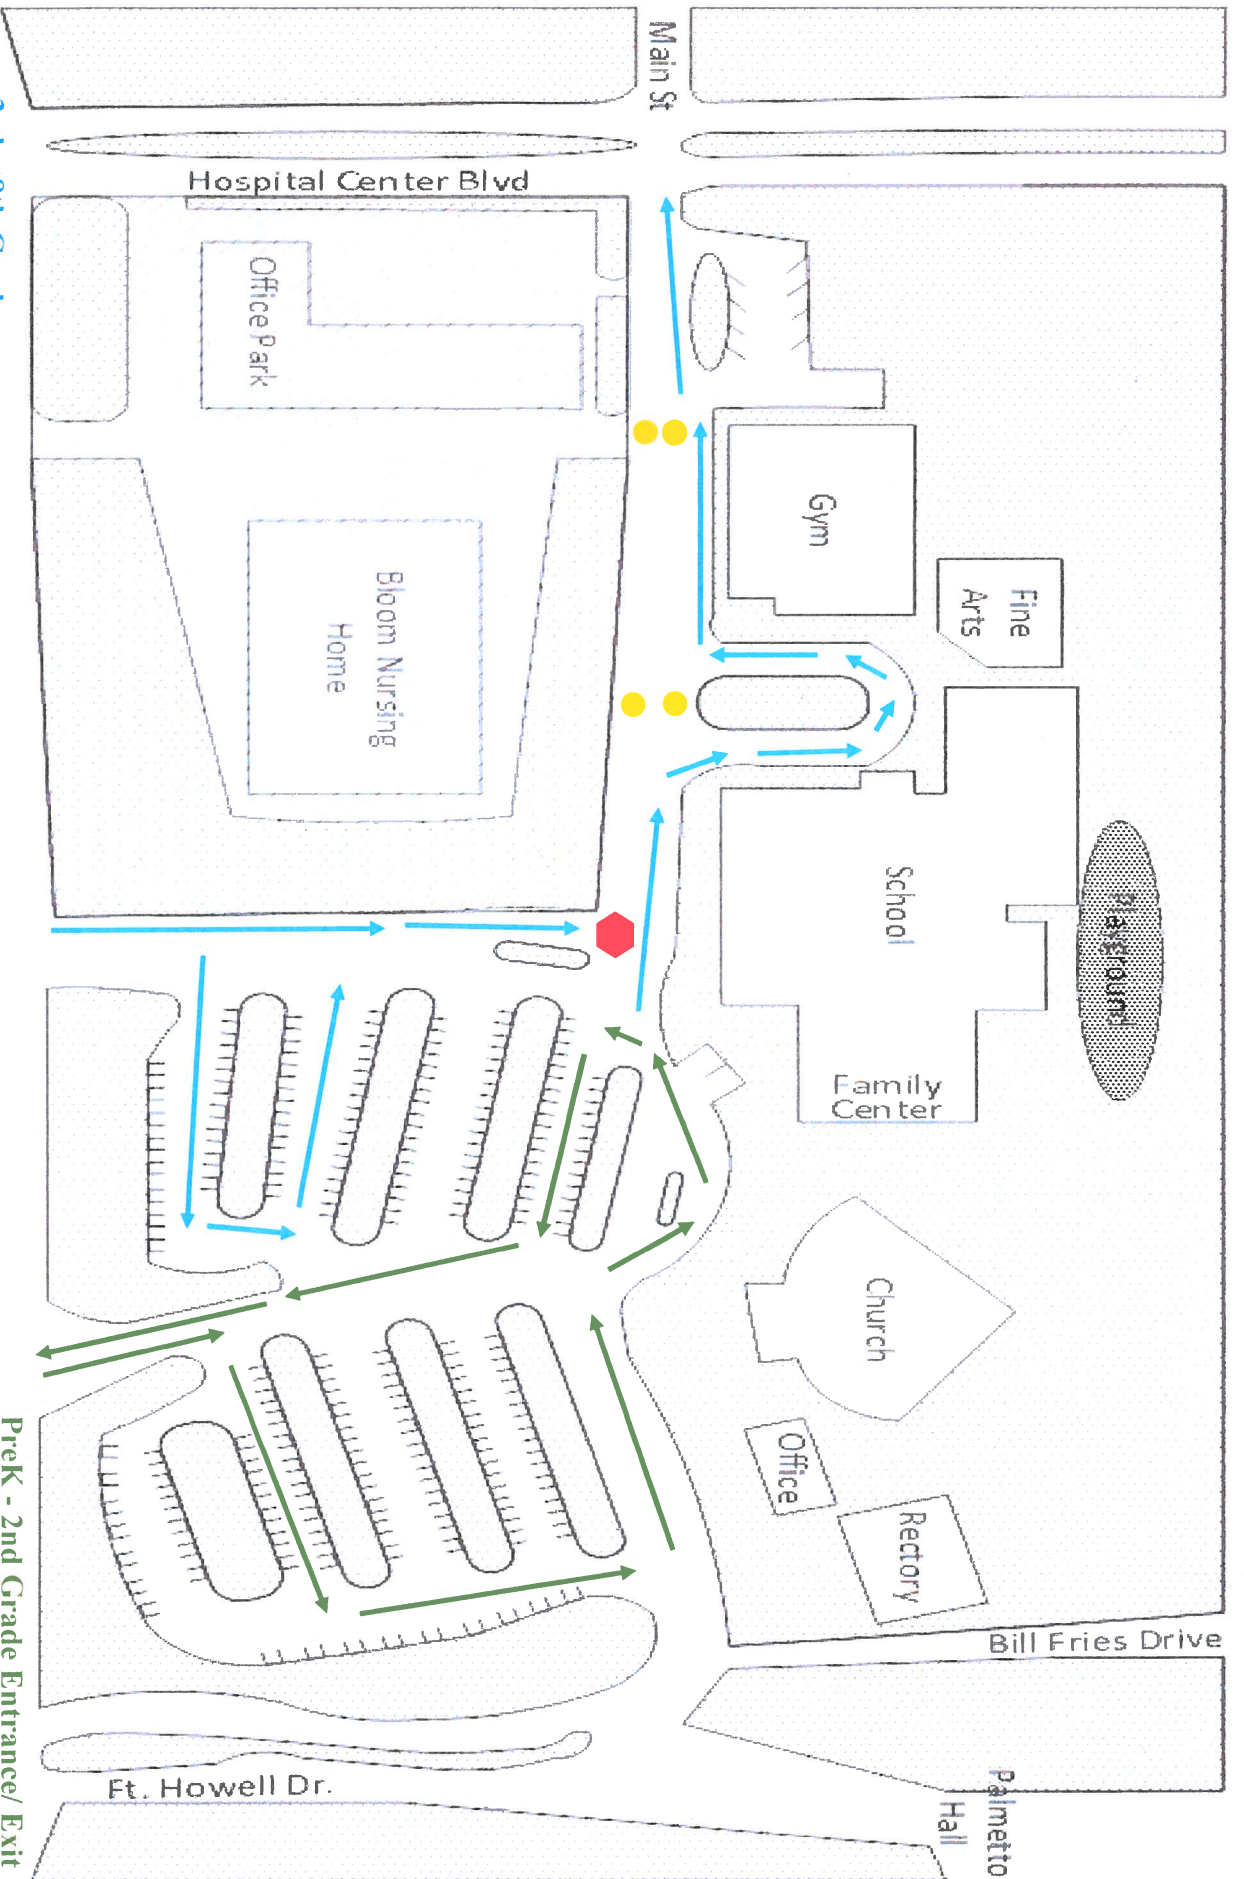 Main St
Hospital Center Blvd
Office Park
Gym
Fine
Arts
Bloom Nursing
Home
School
Playground
Family
Center
Church
Office
Rectory
Bill Fries Drive
Ft. Howell Dr.
Palmetto
Hall
PreK - 2nd Grade Entrance/ Exit